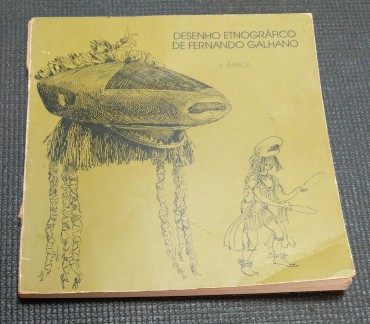 DESENHO ETNOGRÁFICO
DE FERNANDO GALHANO
ÁFRICA